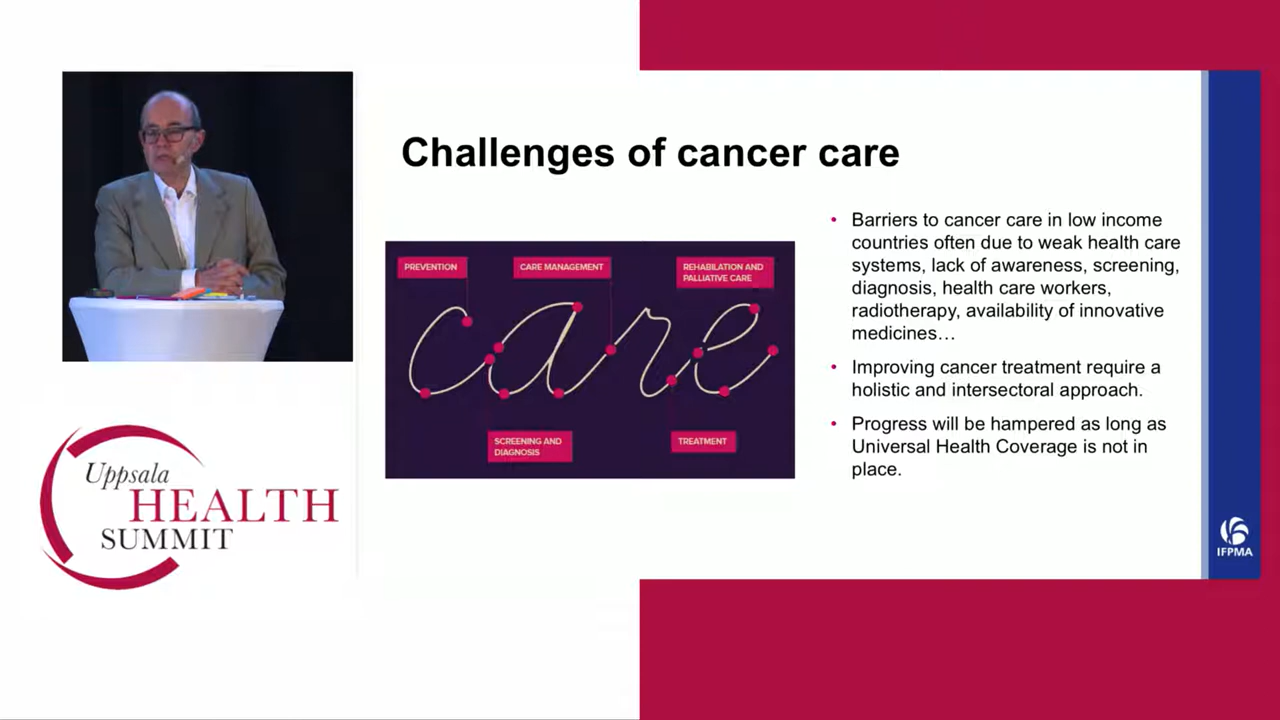 Challenges of cancer care
PREVENTION
CARE MANAGEMENT
REHABILATION AND
PALLIATIVE CARE
care
SCREENING AND
DIAGNOSIS
TREATMENT
• Barriers to cancer care in low income
countries often due to weak health care
systems, lack of awareness, screening,
diagnosis, health care workers,
radiotherapy, availability of innovative
medicines…
• Improving cancer treatment require a
holistic and intersectoral approach.
• Progress will be hampered as long as
Universal Health Coverage is not in
place.
IFPMA
Uppsala
HEALTH
SUMMIT